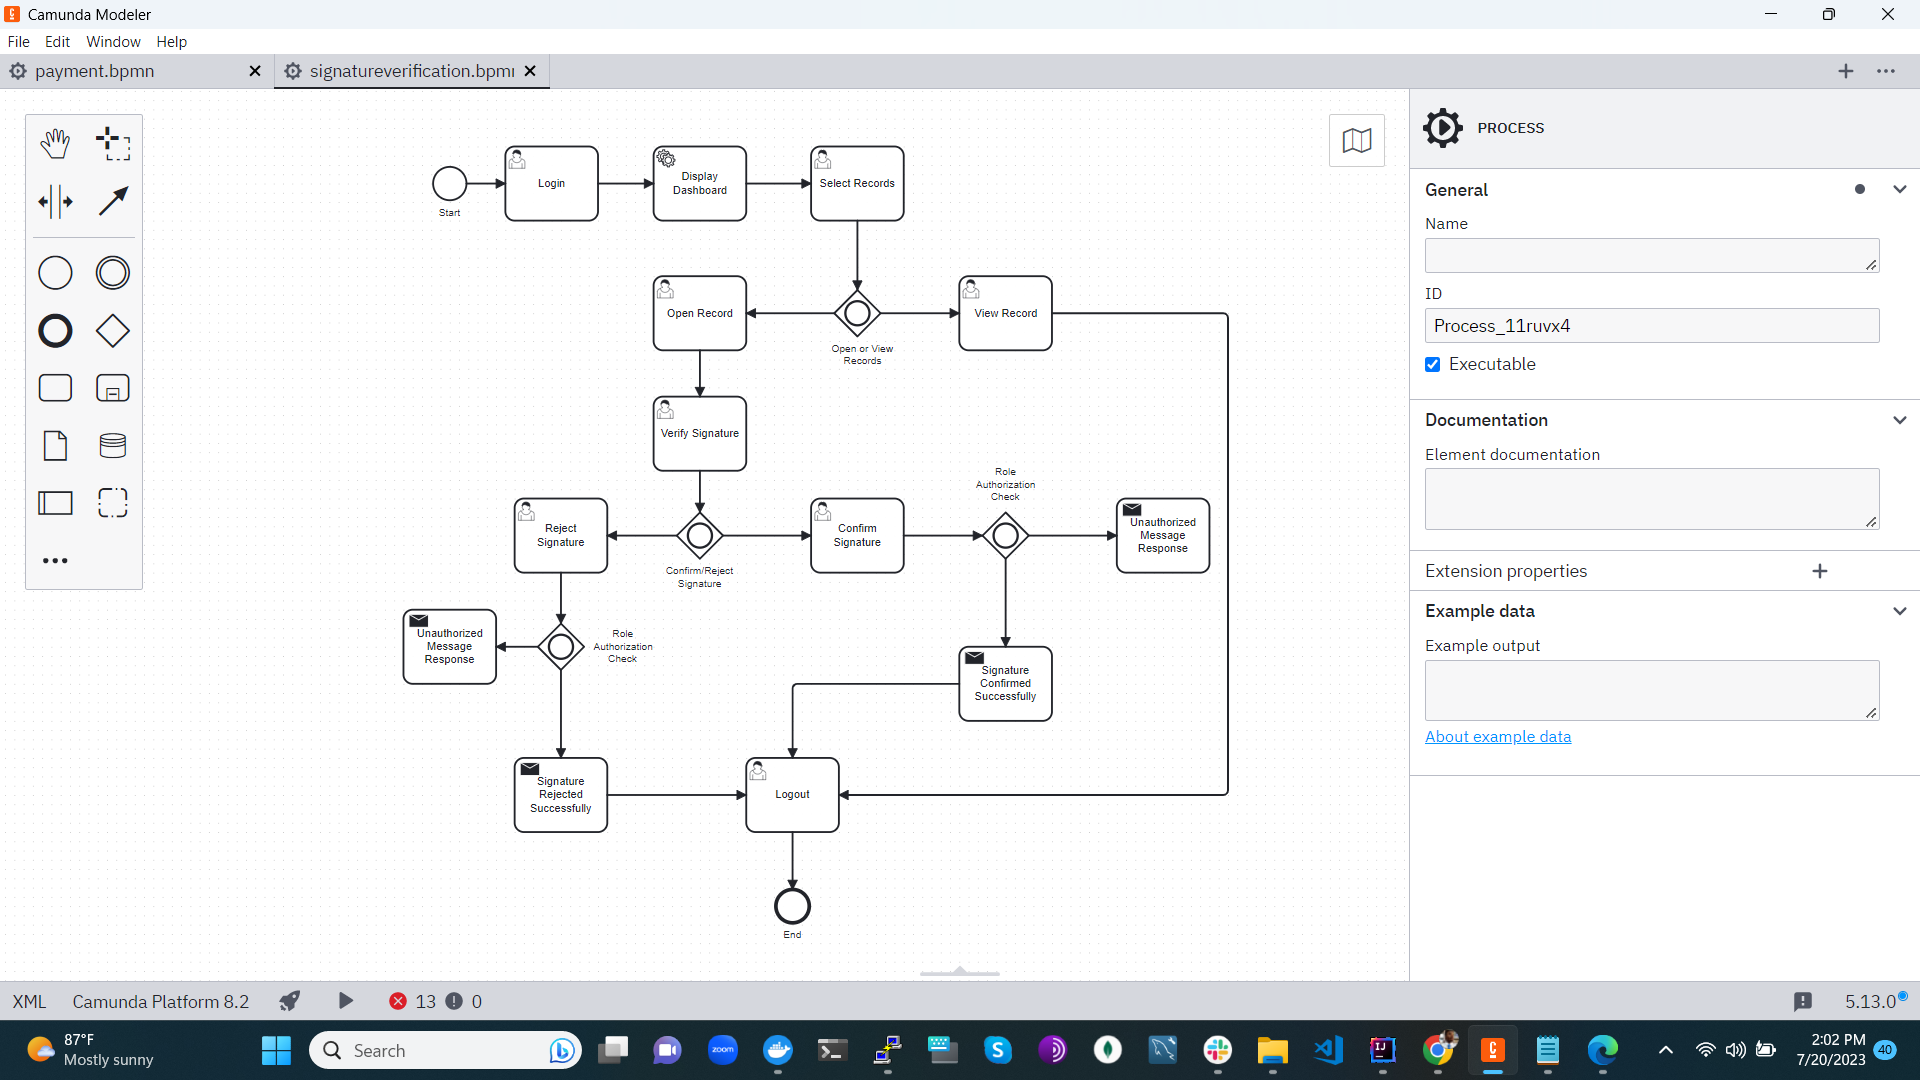 Camunda Modeler
File Edit Window Help
payment.bpmn
signatureverification.bpmn
Start
Login
Display
Dashboard
Select Records
Open Record
Open or View
Records
View Record
Verify Signature
Reject
Signature
Confirm/Reject
Signature
Confirm
Signature
Role
Authorization
Check
Unauthorized
Message
Response
Unauthorized
Message
Response
Role
Authorization
Check
Signature
Confirmed
Successfully
Signature
Rejected
Successfully
Logout
End
PROCESS
General
Name
ID
Process_11ruvx4
Executable
Documentation
Element documentation
Extension properties
Example data
Example output
About example data
XML Camunda Platform 8.2 13 0 5.13.0
87°F
Mostly sunny
Search
zoom
2:02 PM
7/20/2023
40